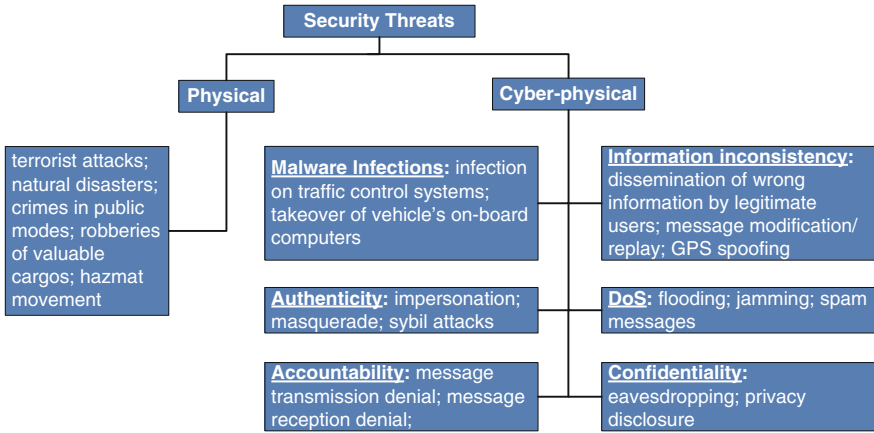 Security Threats
Physical
Cyber-physical
terrorist attacks;
natural disasters;
crimes in public
modes; robberies
of valuable
cargos; hazmat
movement
Malware Infections: infection
on traffic control systems;
takeover of vehicle's on-board
computers
Information inconsistency:
dissemination of wrong
information by legitimate
users; message modification/
replay; GPS spoofing
Authenticity: impersonation;
masquerade; sybil attacks
DoS: flooding; jamming; spam
messages
Accountability: message
transmission denial; message
reception denial;
Confidentiality:
eavesdropping; privacy
disclosure